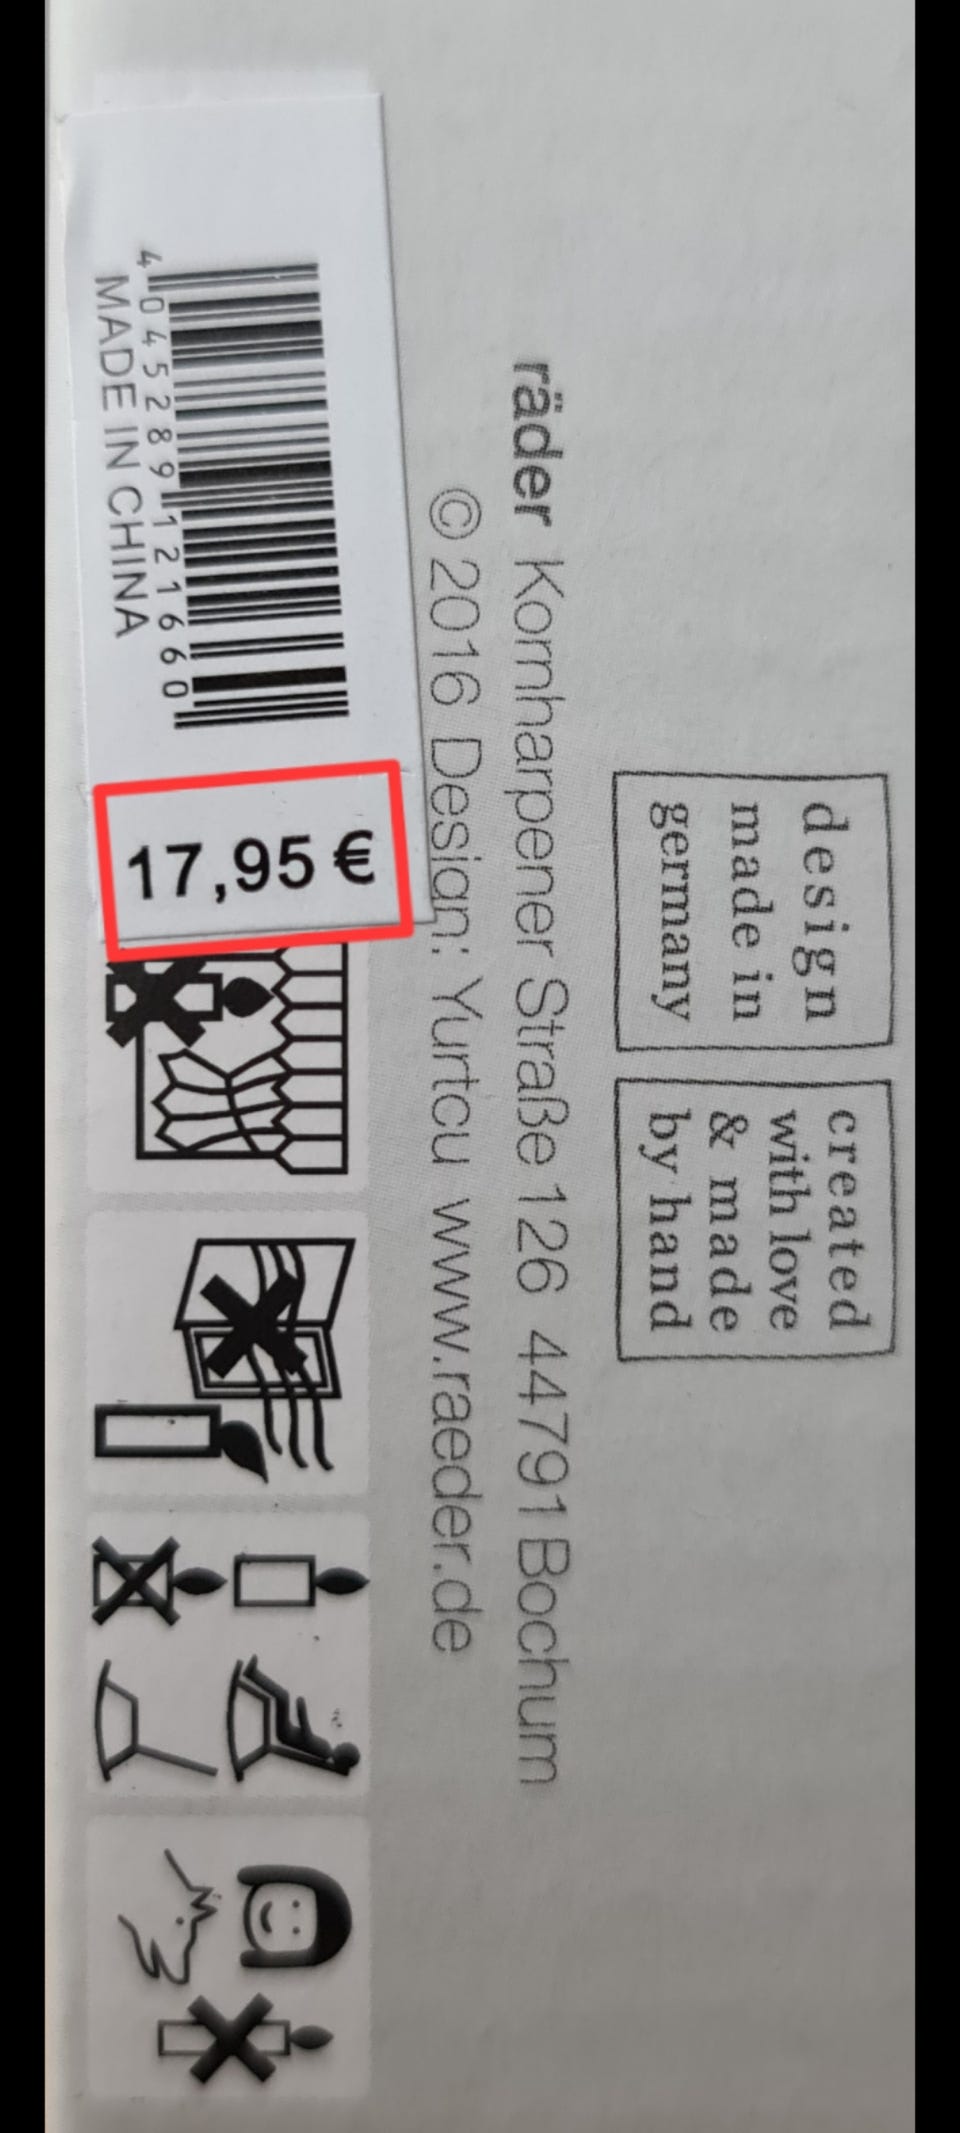 design
made in
germany
created
with love
& made
by hand
räder Kornharpener Straße 126 44791 Bochum
© 2016 Design: Yurtcu www.raeder.de
4 045289 121660
MADE IN CHINA
17,95 €